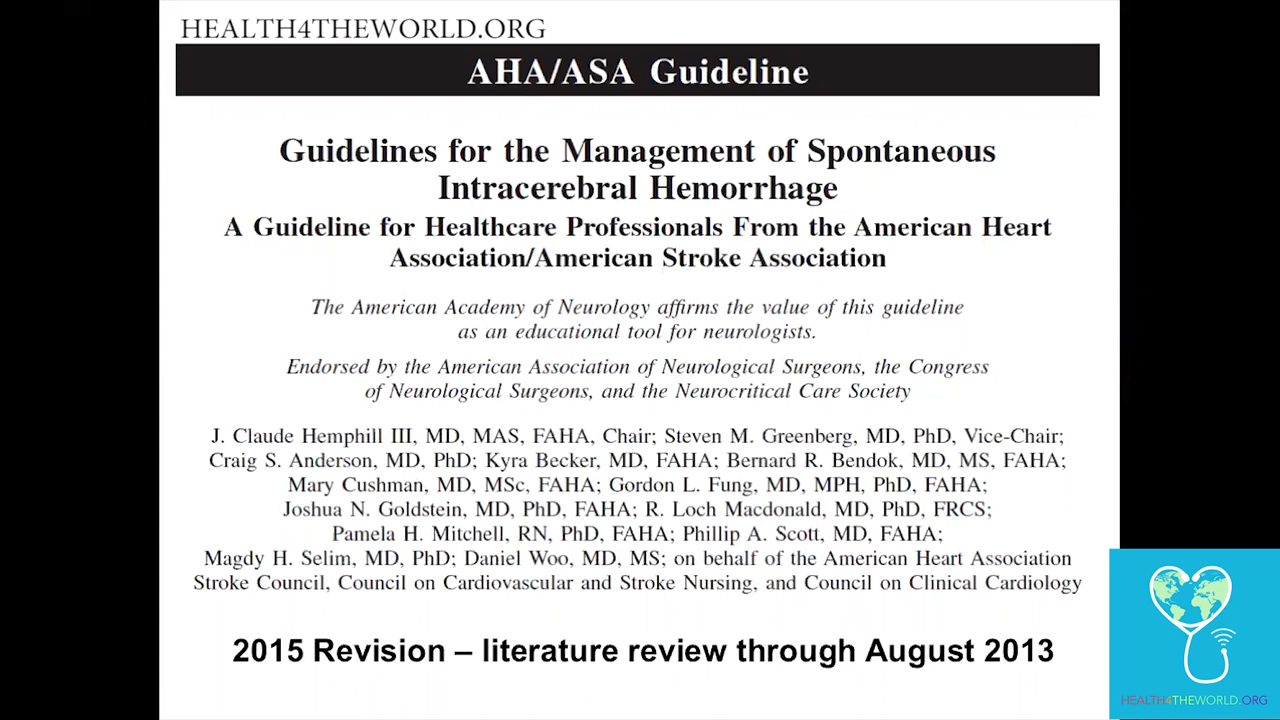 HEALTH4THEWORLD.ORG
AHA/ASA Guideline
Guidelines for the Management of Spontaneous
Intracerebral Hemorrhage
A Guideline for Healthcare Professionals From the American Heart
Association/American Stroke Association
The American Academy of Neurology affirms the value of this guideline
as an educational tool for neurologists.
Endorsed by the American Association of Neurological Surgeons, the Congress
of Neurological Surgeons, and the Neurocritical Care Society
J. Claude Hemphill III, MD, MAS, FAHA, Chair; Steven M. Greenberg, MD, PhD, Vice-Chair;
Craig S. Anderson, MD, PhD; Kyra Becker, MD, FAHA; Bernard R. Bendok, MD, MS, FAHA;
Mary Cushman, MD, MSc, FAHA; Gordon L. Fung, MD, MPH, PhD, FAHA;
Joshua N. Goldstein, MD, PhD, FAHA; R. Loch Macdonald, MD, PhD, FRCS;
Pamela H. Mitchell, RN, PhD, FAHA; Phillip A. Scott, MD, FAHA;
Magdy H. Selim, MD, PhD; Daniel Woo, MD, MS; on behalf of the American Heart Association
Stroke Council, Council on Cardiovascular and Stroke Nursing, and Council on Clinical Cardiology
2015 Revision – literature review through August 2013
HEALTH4THEWORLD.ORG